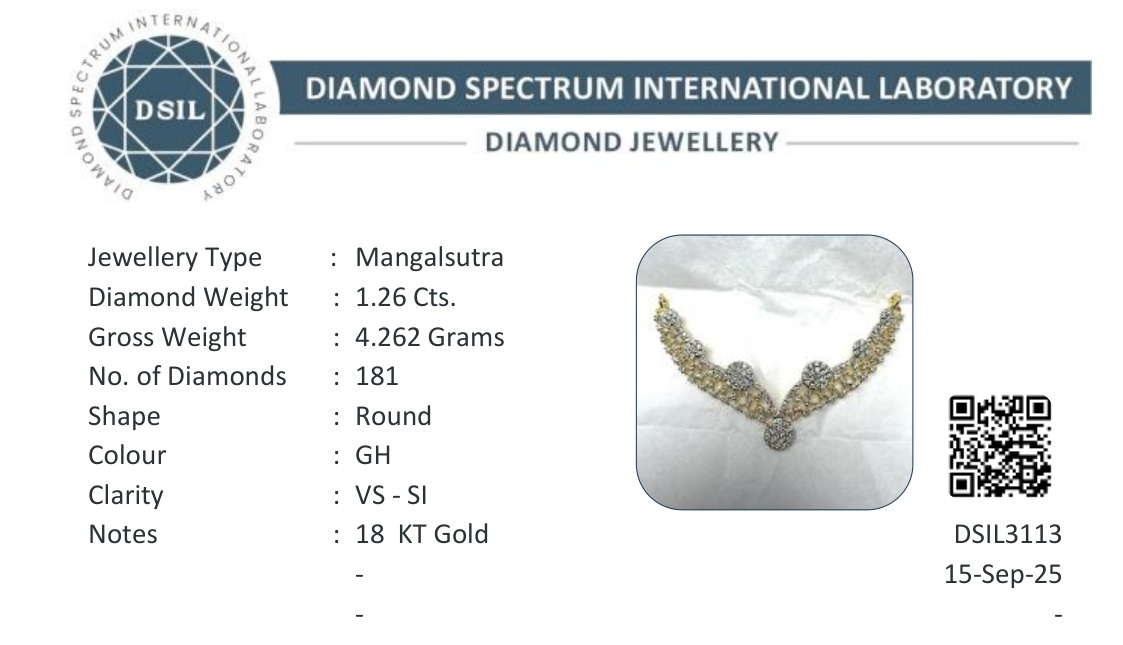 DIAMOND SPECTRUM INTERNATIONAL LABORATORY
DSIL
DIAMOND SPECTRUM INTERNATIONAL LABORATORY
DIAMOND JEWELLERY
Jewellery Type : Mangalsutra
Diamond Weight : 1.26 Cts.
Gross Weight : 4.262 Grams
No. of Diamonds : 181
Shape : Round
Colour : GH
Clarity : VS - SI
Notes : 18 KT Gold
DSIL3113
-
15-Sep-25
-
-